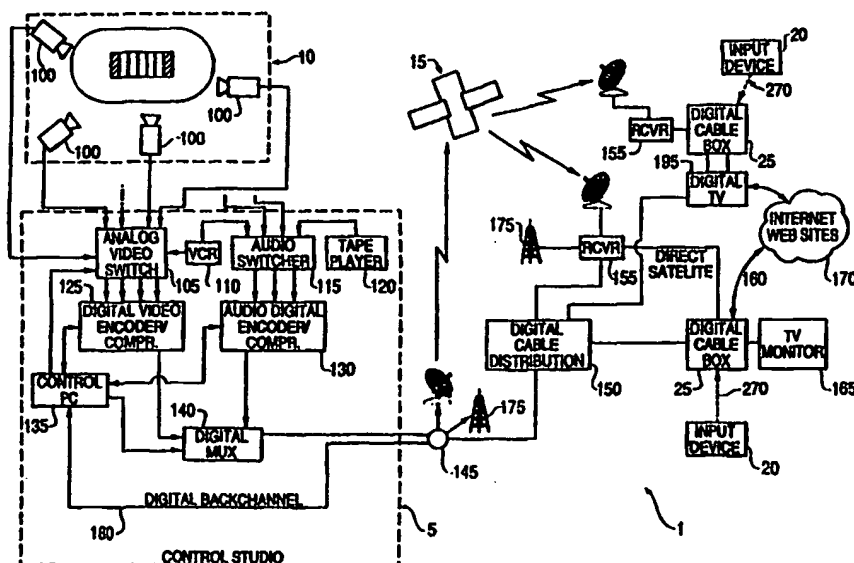 100
10
100
100
100
15
20
INPUT
DEVICE
270
RCVR
155
DIGITAL
CABLE
BOX
25
195
DIGITAL
TV
INTERNET
WEB SITES
170
175
RCVR
155
DIRECT
SATELITE
160
ANALOG
VIDEO
SWITCH
105
VCR
110
AUDIO
SWITCHER
115
TAPE
PLAYER
120
125
DIGITAL VIDEO
ENCODER/
COMPR.
AUDIO DIGITAL
ENCODER/
COMPR.
130
DIGITAL
CABLE
DISTRIBUTION
150
DIGITAL
CABLE
BOX
25
TV
MONITOR
165
270
CONTROL
PC
135
140
DIGITAL
MUX
175
145
INPUT
DEVICE
20
DIGITAL BACKCHANNEL
180
5
1
CONTROL STUDIO